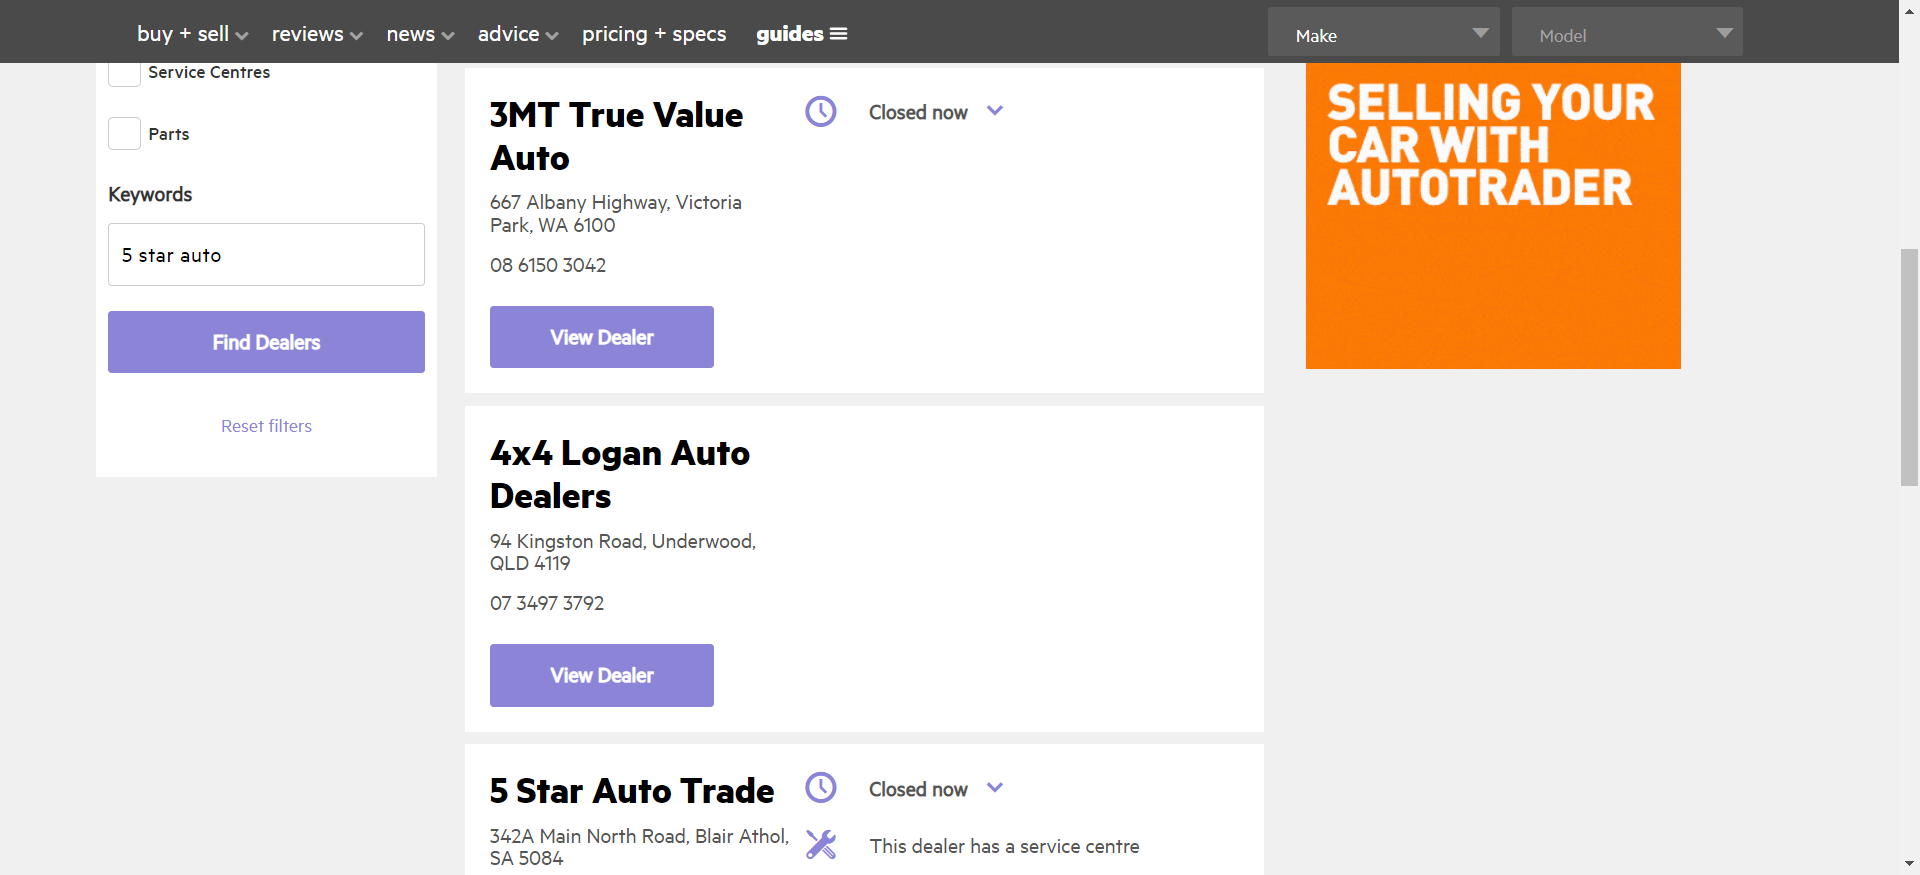 buy + sell
reviews
news
advice
pricing + specs
guides
Make
Model
Service Centres
Parts
Keywords
5 star auto
Find Dealers
Reset filters
3MT True Value
Auto
667 Albany Highway, Victoria
Park, WA 6100
08 6150 3042
View Dealer
Closed now
4x4 Logan Auto
Dealers
94 Kingston Road, Underwood,
QLD 4119
07 3497 3792
View Dealer
5 Star Auto Trade
342A Main North Road, Blair Athol,
SA 5084
Closed now
This dealer has a service centre
SELLING YOUR
CAR WITH
AUTOTRADER